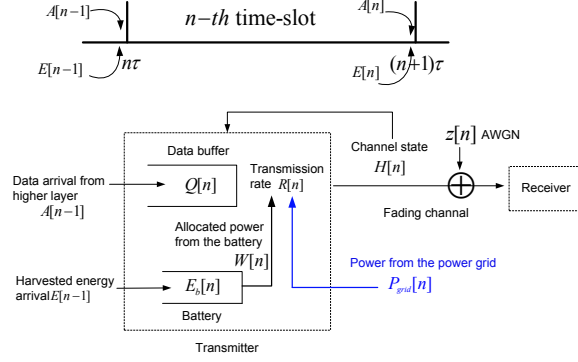 A[n−1]
n−th time-slot
A[n]
E[n−1]
nτ
E[n]
(n+1)τ
Data buffer
Channel state
H[n]
z[n] AWGN
Data arrival from
higher layer
A[n−1]
Q[n]
Transmission
rate R[n]
Receiver
Fading channel
Allocated power
from the battery
W[n]
Harvested energy
arrival E[n−1]
E_b[n]
Battery
Power from the power grid
P_grid[n]
Transmitter